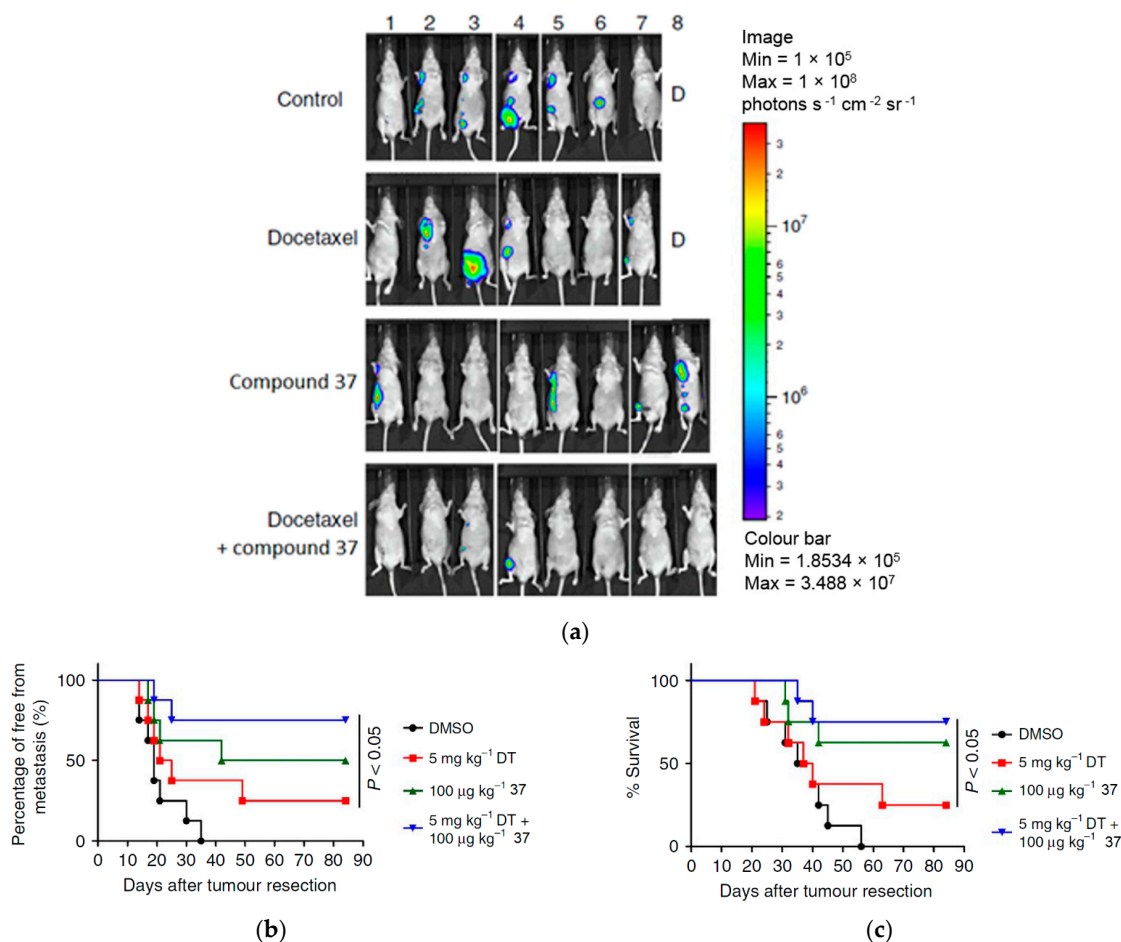 1 2 3 4 5 6 7 8
Control
D
Docetaxel
D
Compound 37
Docetaxel
+ compound 37
Image
Min = 1 × 10⁵
Max = 1 × 10⁸
photons s⁻¹ cm⁻² sr⁻¹
3
2
10⁷
6
5
4
3
2
10⁶
6
5
4
3
2
Colour bar
Min = 1.8534 × 10⁵
Max = 3.488 × 10⁷
(a)
Percentage of free from
metastasis (%)
100
50
0
0 10 20 30 40 50 60 70 80 90
Days after tumour resection
P < 0.05
DMSO
5 mg kg⁻¹ DT
100 µg kg⁻¹ 37
5 mg kg⁻¹ DT +
100 µg kg⁻¹ 37
(b)
% Survival
100
50
0
0 10 20 30 40 50 60 70 80 90
Days after tumour resection
P < 0.05
DMSO
5 mg kg⁻¹ DT
100 µg kg⁻¹ 37
5 mg kg⁻¹ DT +
100 µg kg⁻¹ 37
(c)